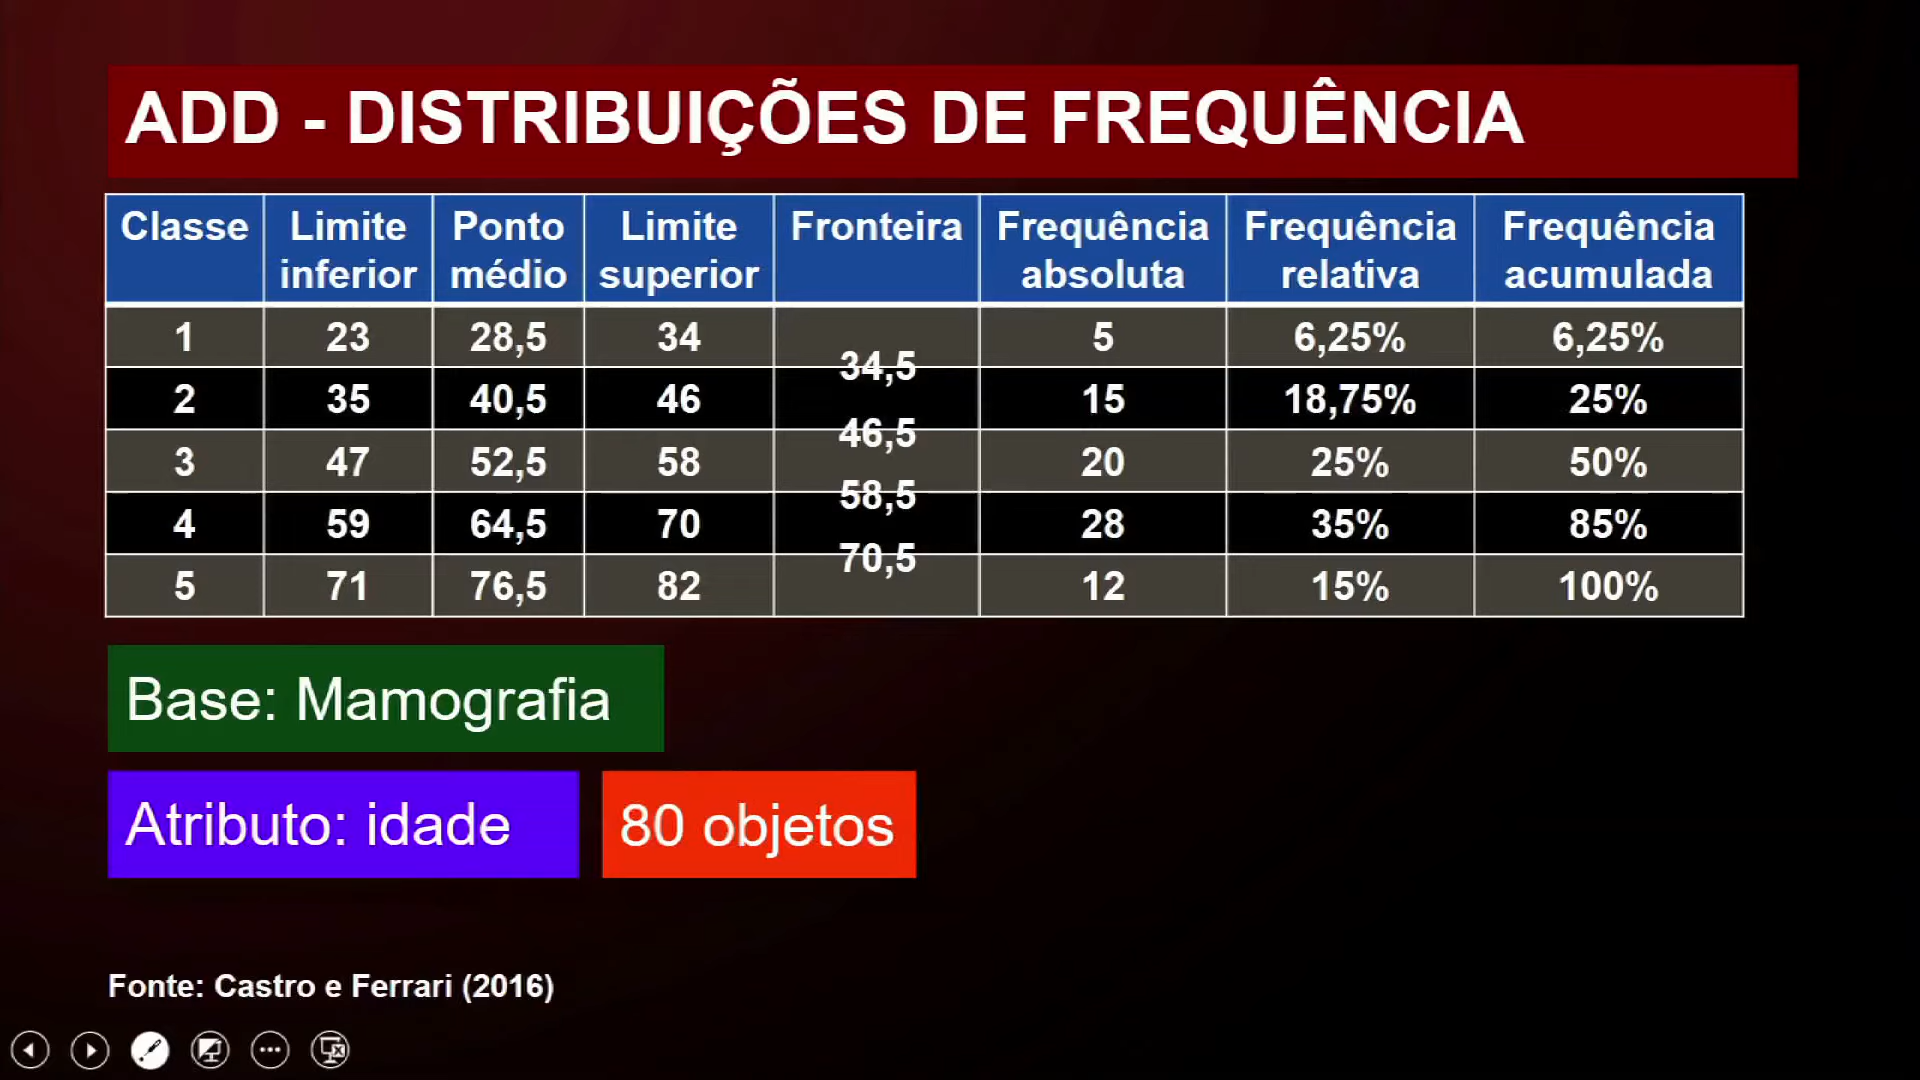 ADD - DISTRIBUIÇÕES DE FREQUÊNCIA
Classe Limite inferior Ponto médio Limite superior Fronteira Frequência absoluta Frequência relativa Frequência acumulada
1 23 28,5 34 5 6,25% 6,25%
34,5
2 35 40,5 46 15 18,75% 25%
46,5
3 47 52,5 58 20 25% 50%
58,5
4 59 64,5 70 28 35% 85%
70,5
5 71 76,5 82 12 15% 100%
Base: Mamografia
Atributo: idade
80 objetos
Fonte: Castro e Ferrari (2016)